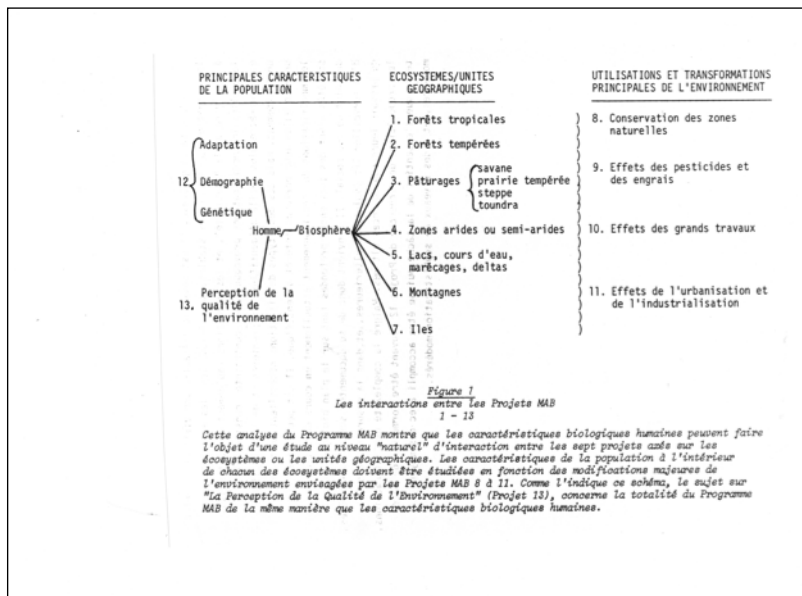 PRINCIPALES CARACTERISTIQUES
DE LA POPULATION
Adaptation
12.
Démographie
Génétique
Homme
Biosphère
13.
Perception de la
qualité de
l'environnement
ECOSYSTEMES/UNITES
GEOGRAPHIQUES
1. Forêts tropicales
2. Forêts tempérées
3. Pâturages
savane
prairie tempérée
steppe
toundra
4. Zones arides ou semi-arides
5. Lacs, cours d'eau,
marécages, deltas
6. Montagnes
7. Iles
UTILISATIONS ET TRANSFORMATIONS
PRINCIPALES DE L'ENVIRONNEMENT
8. Conservation des zones
naturelles
9. Effets des pesticides et
des engrais
10. Effets des grands travaux
11. Effets de l'urbanisation et
de l'industrialisation
Figure 1
Les interactions entre les Projets MAB
1 - 13
Cette analyse du Programme MAB montre que les caractéristiques biologiques humaines peuvent faire
l'objet d'une étude au niveau "naturel" d'interaction entre les sept projets axés sur les
écosystèmes ou les unités géographiques. Les caractéristiques de la population à l'intérieur
de chacun des écosystèmes doivent être étudiées en fonction des modifications majeures de
l'environnement envisagées par les Projets MAB 8 à 11. Comme l'indique ce schéma, le sujet sur
"La Perception de la Qualité de l'Environnement" (Projet 13), concerne la totalité du Programme
MAB de la même manière que les caractéristiques biologiques humaines.